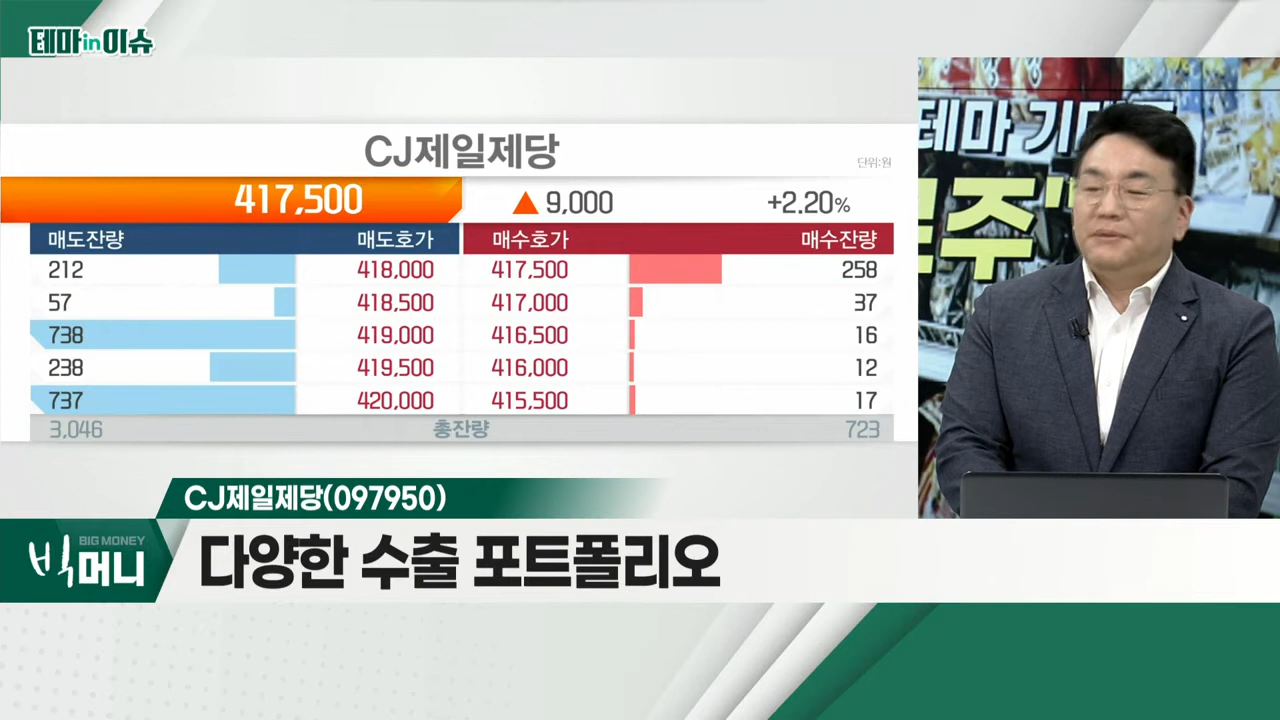 테마in이슈
CJ제일제당
단위:원
417,500 ▲ 9,000 +2.20%
매도잔량 매도호가 매수호가 매수잔량
212 418,000 417,500 258
57 418,500 417,000 37
738 419,000 416,500 16
238 419,500 416,000 12
737 420,000 415,500 17
3,046 총잔량 723
테마 기대
주"
CJ제일제당(097950)
BIG MONEY
빅머니
다양한 수출 포트폴리오